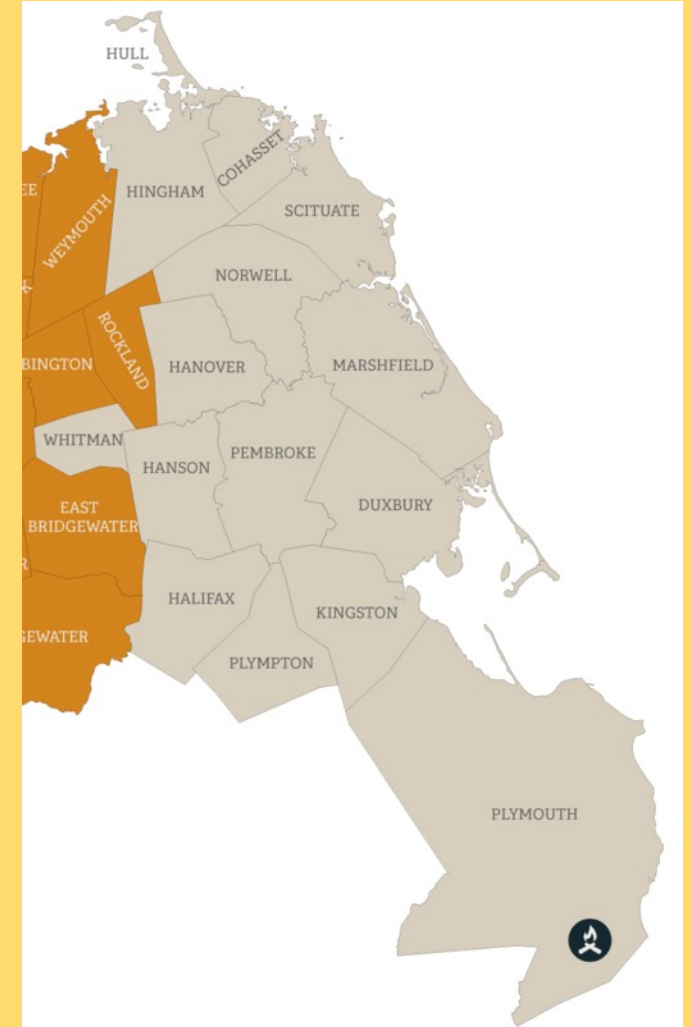 HULL
COHASSET
HINGHAM
EE
SCITUATE
WEYMOUTH
NORWELL
K
ROCKLAND
BINGTON
HANOVER
MARSHFIELD
WHITMAN
PEMBROKE
HANSON
DUXBURY
EAST
BRIDGEWATER
R
HALIFAX
KINGSTON
GEWATER
PLYMPTON
PLYMOUTH